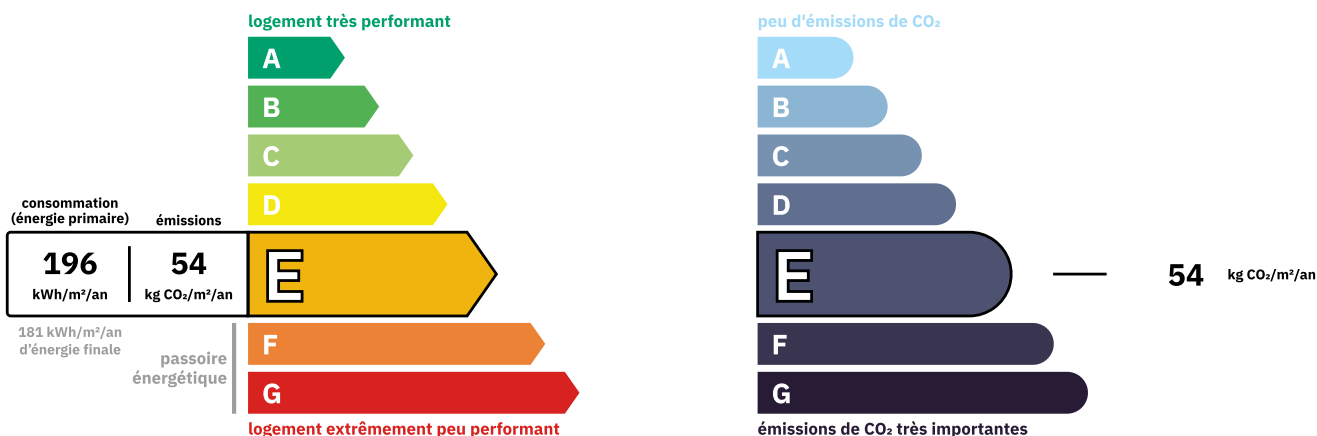 logement très performant
A
B
C
D
consommation
(énergie primaire)
émissions
196
kWh/m²/an
54
kg CO₂/m²/an
E
181 kWh/m²/an
d'énergie finale
passoire
énergétique
F
G
logement extrêmement peu performant
peu d'émissions de CO₂
A
B
C
D
E
54 kg CO₂/m²/an
F
G
émissions de CO₂ très importantes